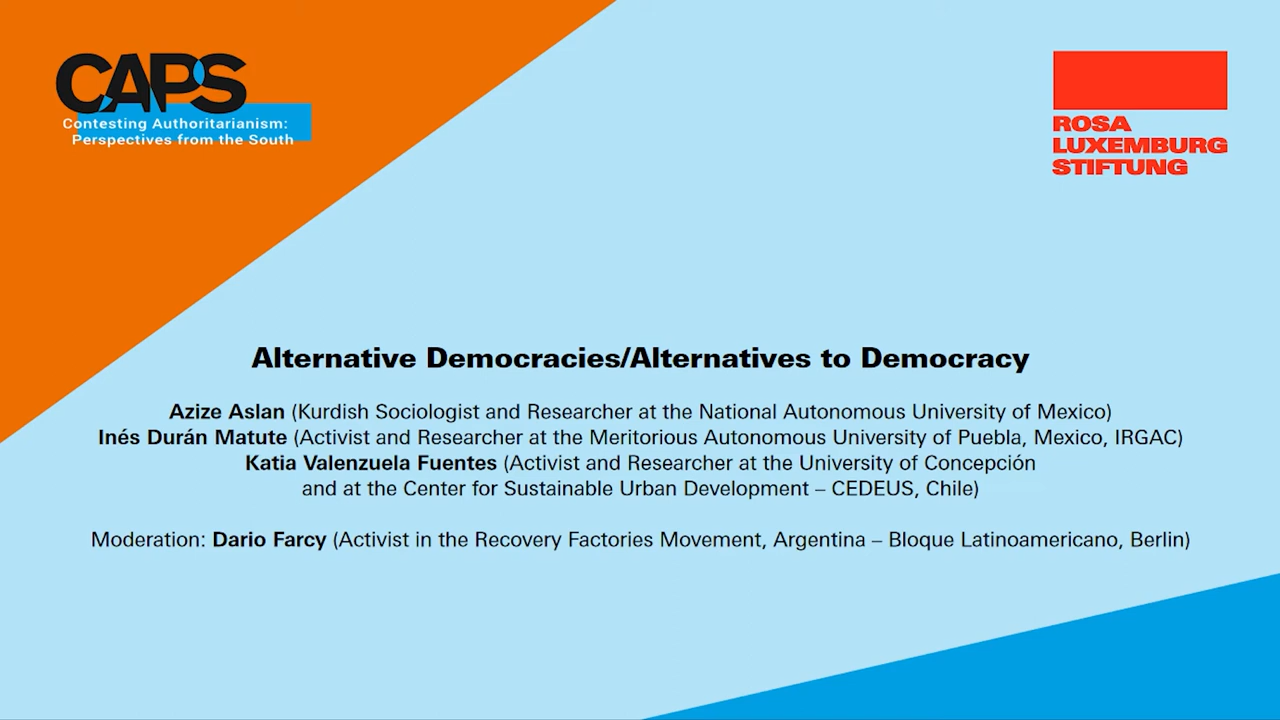 CAPS
Contesting Authoritarianism:
Perspectives from the South
ROSA
LUXEMBURG
STIFTUNG
Alternative Democracies/Alternatives to Democracy
Azize Aslan (Kurdish Sociologist and Researcher at the National Autonomous University of Mexico)
Inés Durán Matute (Activist and Researcher at the Meritorious Autonomous University of Puebla, Mexico, IRGAC)
Katia Valenzuela Fuentes (Activist and Researcher at the University of Concepción
and at the Center for Sustainable Urban Development – CEDEUS, Chile)
Moderation: Dario Farcy (Activist in the Recovery Factories Movement, Argentina – Bloque Latinoamericano, Berlin)